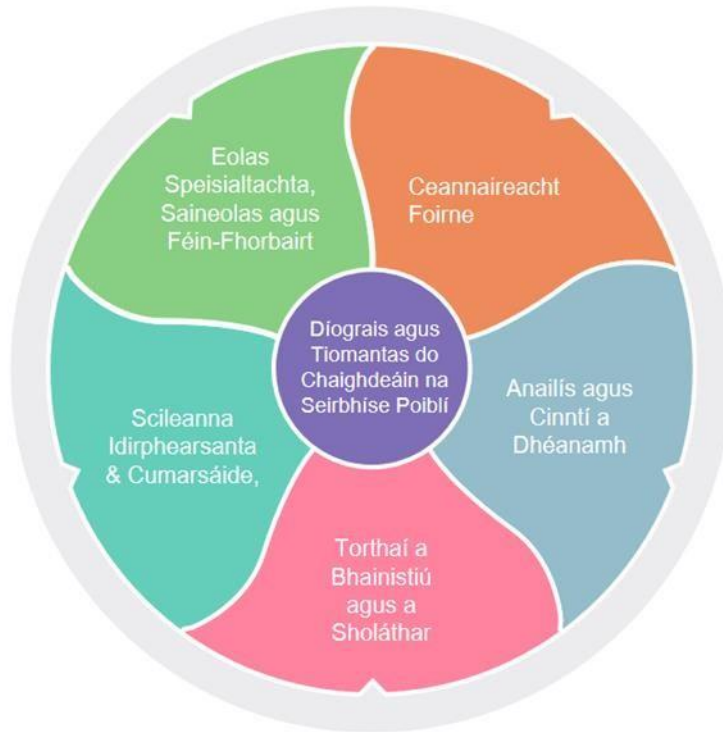 Eolas
Speisialtachta,
Saineolas agus
Féin-Fhorbairt
Ceannaireacht
Foirne
Díograis agus
Tiomantas do
Chaighdeáin na
Seirbhíse Poiblí
Anailís agus
Cinntí a
Dhéanamh
Scileanna
Idirphearsanta
& Cumarsáide,
Torthaí a
Bhainistiú
agus a
Sholáthar